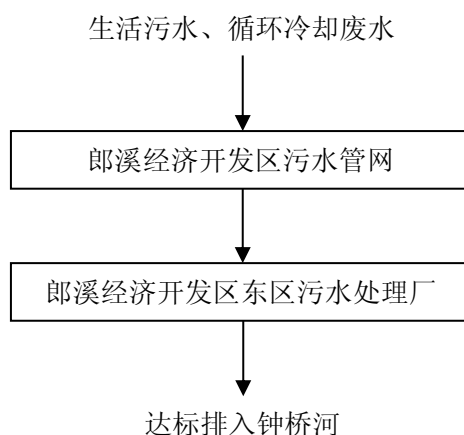 生活污水、循环冷却废水
郎溪经济开发区污水管网
郎溪经济开发区东区污水处理厂
达标排入钟桥河